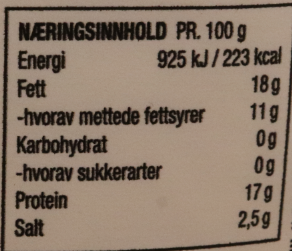 NÆRINGSINNHOLD PR. 100 g
Energi 925 kJ / 223 kcal
Fett 18 g
-hvorav mettede fettsyrer 11 g
Karbohydrat 0 g
-hvorav sukkerarter 0 g
Protein 17 g
Salt 2,5 g